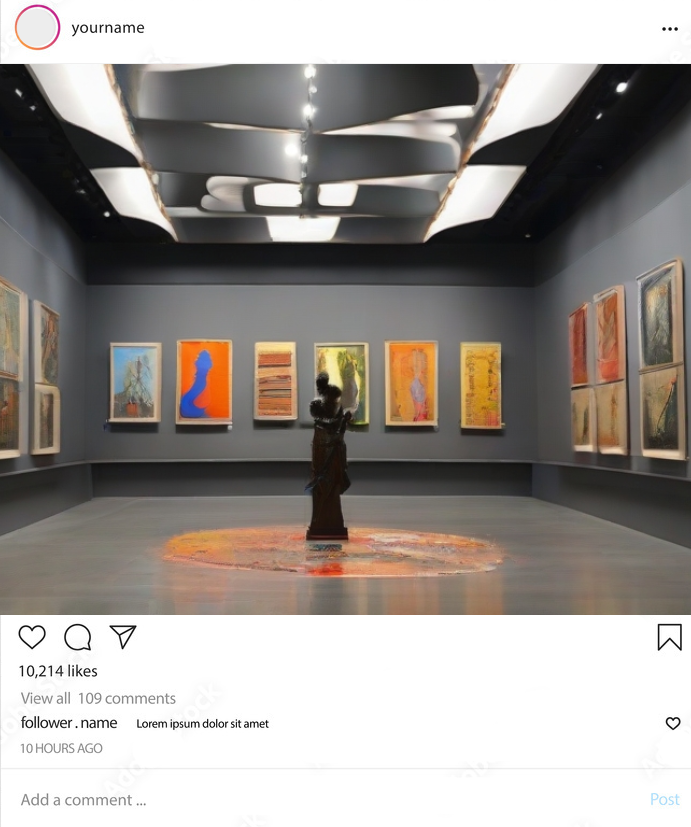 yourname
10,214 likes
View all 109 comments
follower.name Lorem ipsum dolor sit amet
10 HOURS AGO
Add a comment ... Post